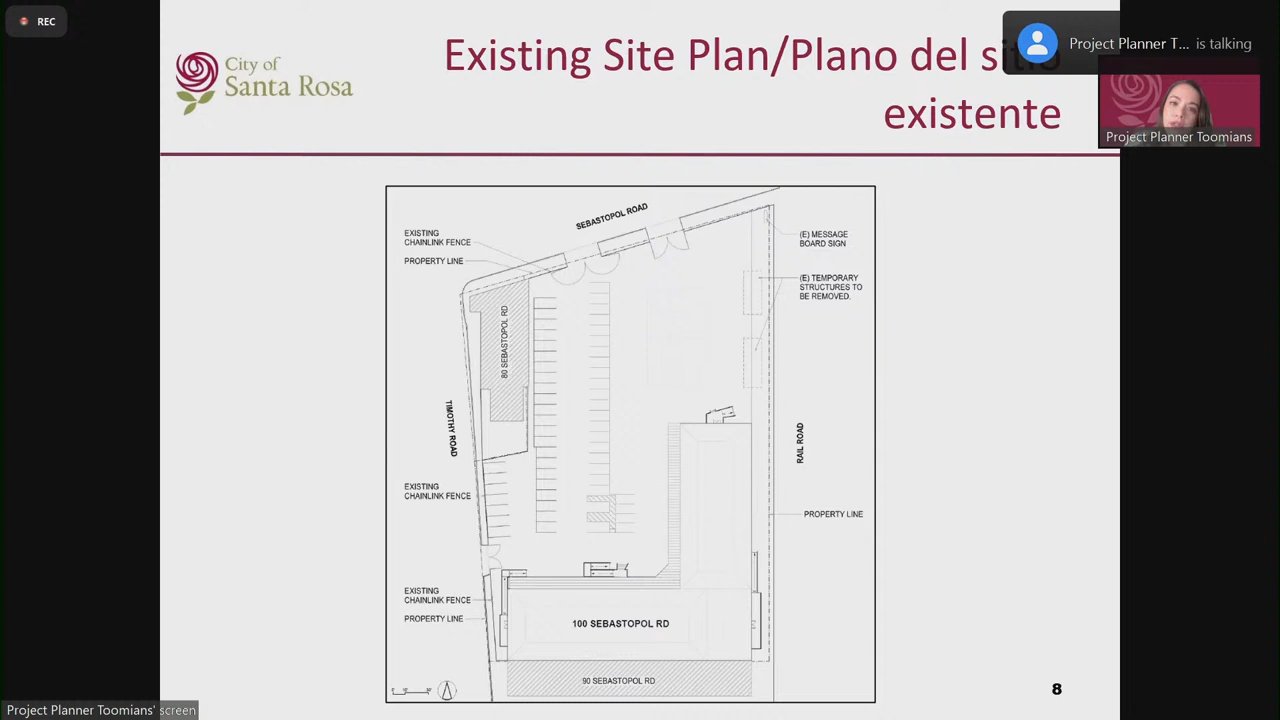 REC
City of
Santa Rosa
Existing Site Plan/Plano del sitio
existente
Project Planner T... is talking
Project Planner Toomians
SEBASTOPOL ROAD
EXISTING
CHAINLINK FENCE
PROPERTY LINE
(E) MESSAGE
BOARD SIGN
(E) TEMPORARY
STRUCTURES TO
BE REMOVED.
80 SEBASTOPOL RD
TIMOTHY ROAD
RAIL ROAD
EXISTING
CHAINLINK FENCE
PROPERTY LINE
EXISTING
CHAINLINK FENCE
PROPERTY LINE
100 SEBASTOPOL RD
90 SEBASTOPOL RD
8
Project Planner Toomians' screen